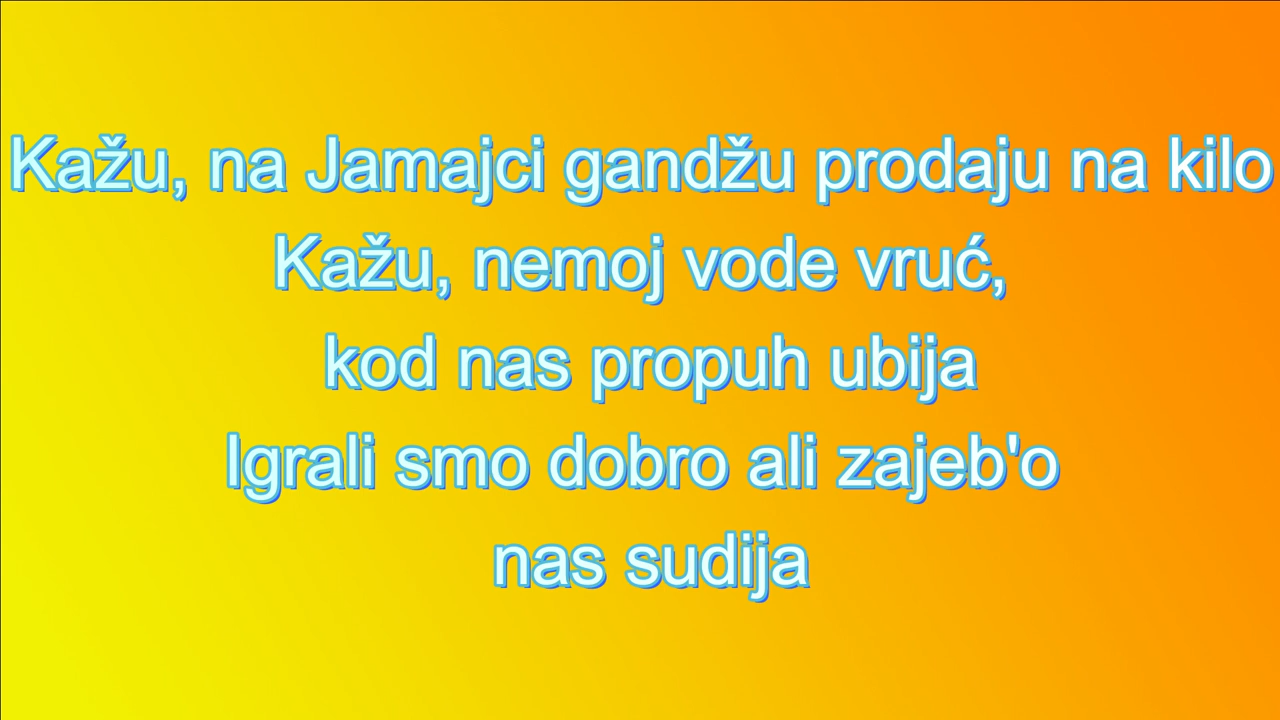 Kažu, na Jamajci gandžu prodaju na kilo
Kažu, nemoj vode vruć,
kod nas propuh ubija
Igrali smo dobro ali zajeb'o
nas sudija